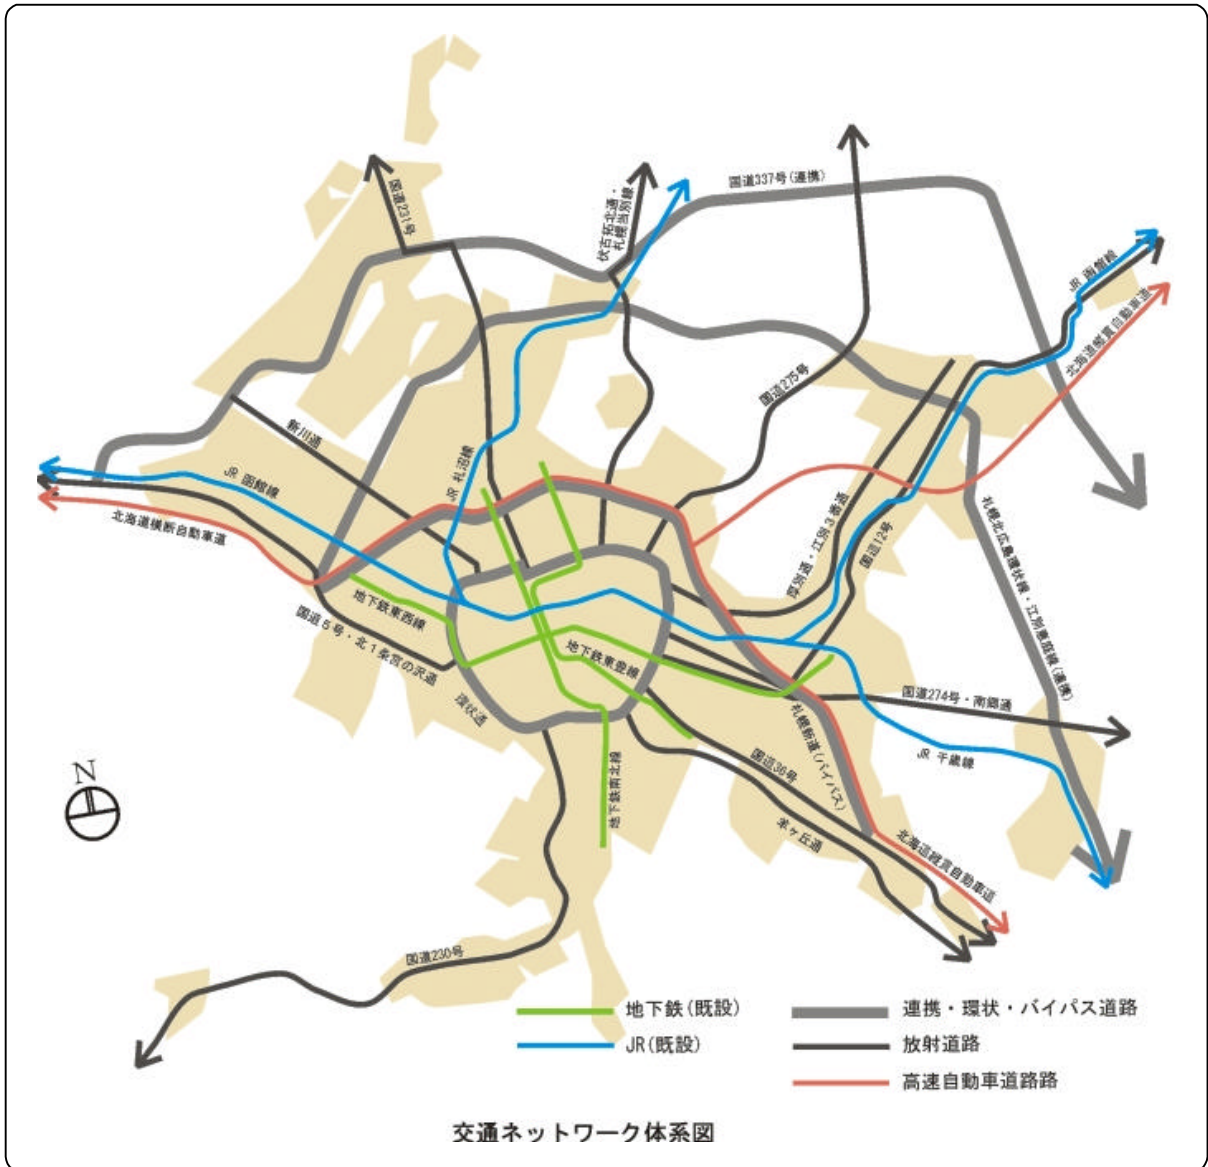 国道231号
伏古拓北通・
札幌当別線
国道337号(連携)
JR 函館線
北海道縦貫自動車道
国道275号
新川通
JR 札沼線
JR 函館線
北海道横断自動車道
厚別通・江別3番通
国道12号
札幌北広島環状線・江別恵庭線(連携)
地下鉄東西線
国道5号・北1条宮の沢通
地下鉄東豊線
環状通
国道274号・南郷通
札幌新道(バイパス)
JR 千歳線
国道36号
地下鉄南北線
羊ヶ丘通
北海道縦貫自動車道
N
国道230号
地下鉄(既設)
JR(既設)
連携・環状・バイパス道路
放射道路
高速自動車道路路
交通ネットワーク体系図